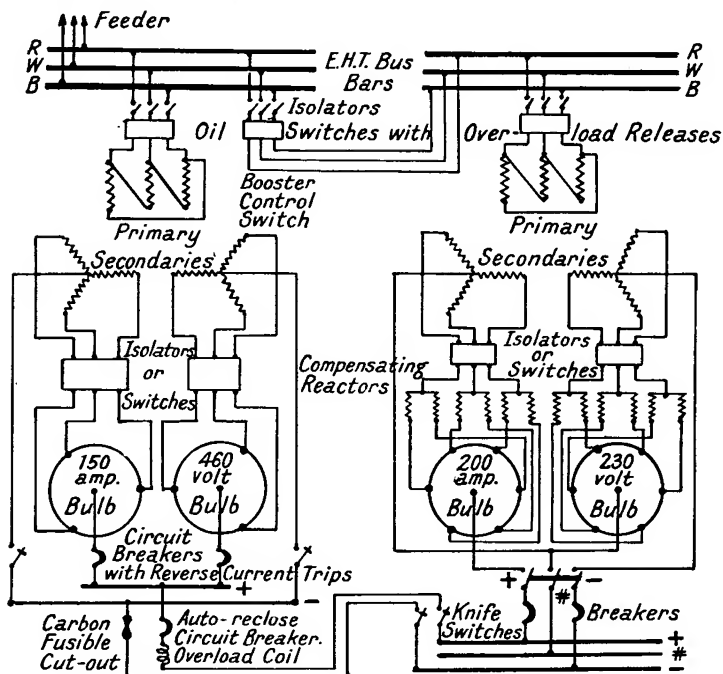 Feeder
R
W
B
E.H.T. Bus
Bars
R
W
B
Isolators
Oil Switches with Over- load Releases
Booster
Control
Switch
Primary
Primary
Secondaries
Secondaries
Isolators
or
Switches
Compensating
Reactors
Isolators
or
Switches
150
amp.
Bulb
460
volt
Bulb
200
amp.
Bulb
230
volt
Bulb
Circuit
Breakers
with Reverse Current Trips
+
-
+
-
#
Carbon
Fusible
Cut-out
Auto-reclose
Circuit Breaker.
Overload Coil
Knife
Switches
Breakers
+
#
-